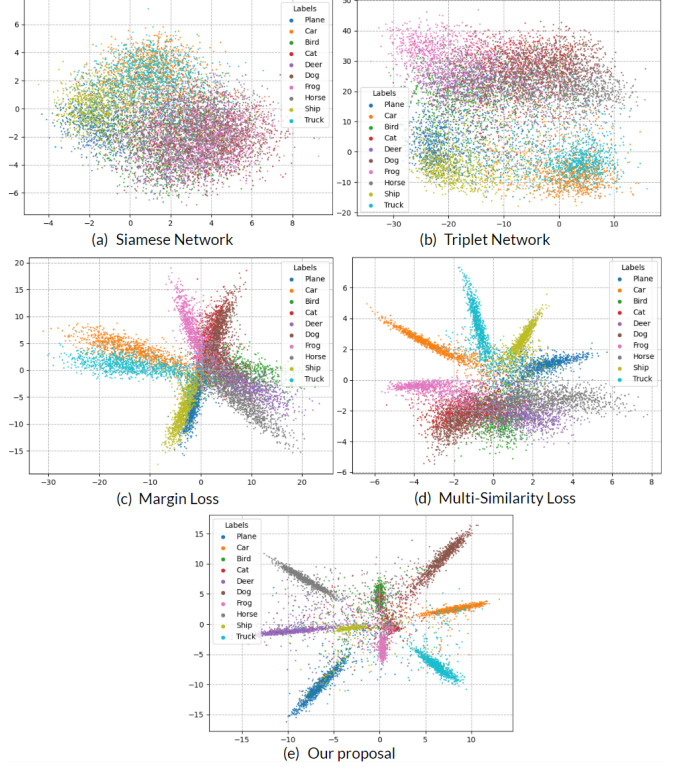 Labels
Plane
Car
Bird
Cat
Deer
Dog
Frog
Horse
Ship
Truck
6
4
2
0
−2
−4
−6
−4 −2 0 2 4 6 8
(a) Siamese Network
50
40
30
20
10
0
−10
−20
Labels
Plane
Car
Bird
Cat
Deer
Dog
Frog
Horse
Ship
Truck
−30 −20 −10 0 10
(b) Triplet Network
20
15
10
5
0
−5
−10
−15
Labels
Plane
Car
Bird
Cat
Deer
Dog
Frog
Horse
Ship
Truck
−30 −20 −10 0 10 20
(c) Margin Loss
6
4
2
0
−2
−4
−6
Labels
Plane
Car
Bird
Cat
Deer
Dog
Frog
Horse
Ship
Truck
−6 −4 −2 0 2 4 6 8
(d) Multi-Similarity Loss
15
10
5
0
−5
−10
−15
Labels
Plane
Car
Bird
Cat
Deer
Dog
Frog
Horse
Ship
Truck
−15 −10 −5 0 5 10
(e) Our proposal